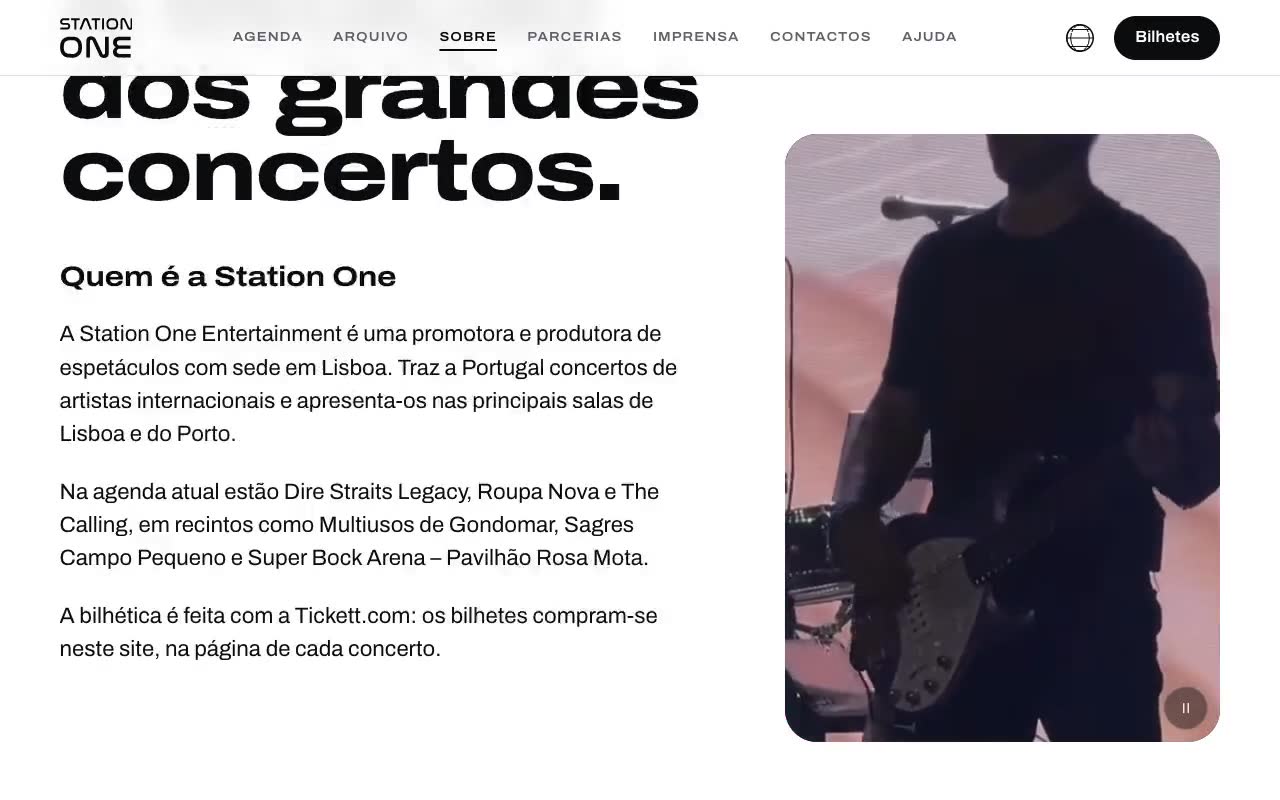 STATION
ONE
AGENDA
ARQUIVO
SOBRE
PARCERIAS
IMPRENSA
CONTACTOS
AJUDA
Bilhetes
dos grandes
concertos.
Quem é a Station One
A Station One Entertainment é uma promotora e produtora de
espetáculos com sede em Lisboa. Traz a Portugal concertos de
artistas internacionais e apresenta-os nas principais salas de
Lisboa e do Porto.
Na agenda atual estão Dire Straits Legacy, Roupa Nova e The
Calling, em recintos como Multiusos de Gondomar, Sagres
Campo Pequeno e Super Bock Arena – Pavilhão Rosa Mota.
A bilhética é feita com a Tickett.com: os bilhetes compram-se
neste site, na página de cada concerto.